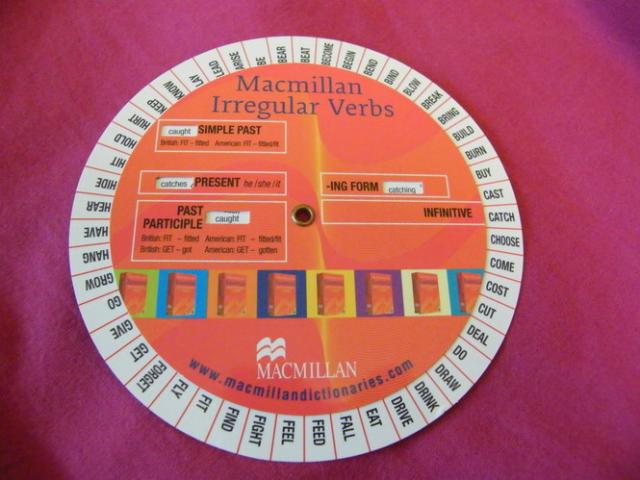 Macmillan
Irregular Verbs
caught SIMPLE PAST
British: FIT – fitted American: FIT – fitted/fit
catches PRESENT he/she/it
-ING FORM catching
PAST
PARTICIPLE caught
INFINITIVE
British: FIT – fitted American: FIT – fitted/fit
British: GET – got American: GET – gotten
MACMILLAN
www.macmillandictionaries.com
ARISE
BE
BEAR
BEAT
BECOME
BEGIN
BEND
BIND
BLOW
BREAK
BRING
BUILD
BURN
BUY
CAST
CATCH
CHOOSE
COME
COST
CUT
DEAL
DO
DRAW
DRINK
DRIVE
EAT
FALL
FEED
FEEL
FIGHT
FIND
FIT
FLY
FORGET
GET
GIVE
GO
GROW
HANG
HAVE
HEAR
HIDE
HIT
HOLD
HURT
KEEP
KNOW
LAY
LEAD